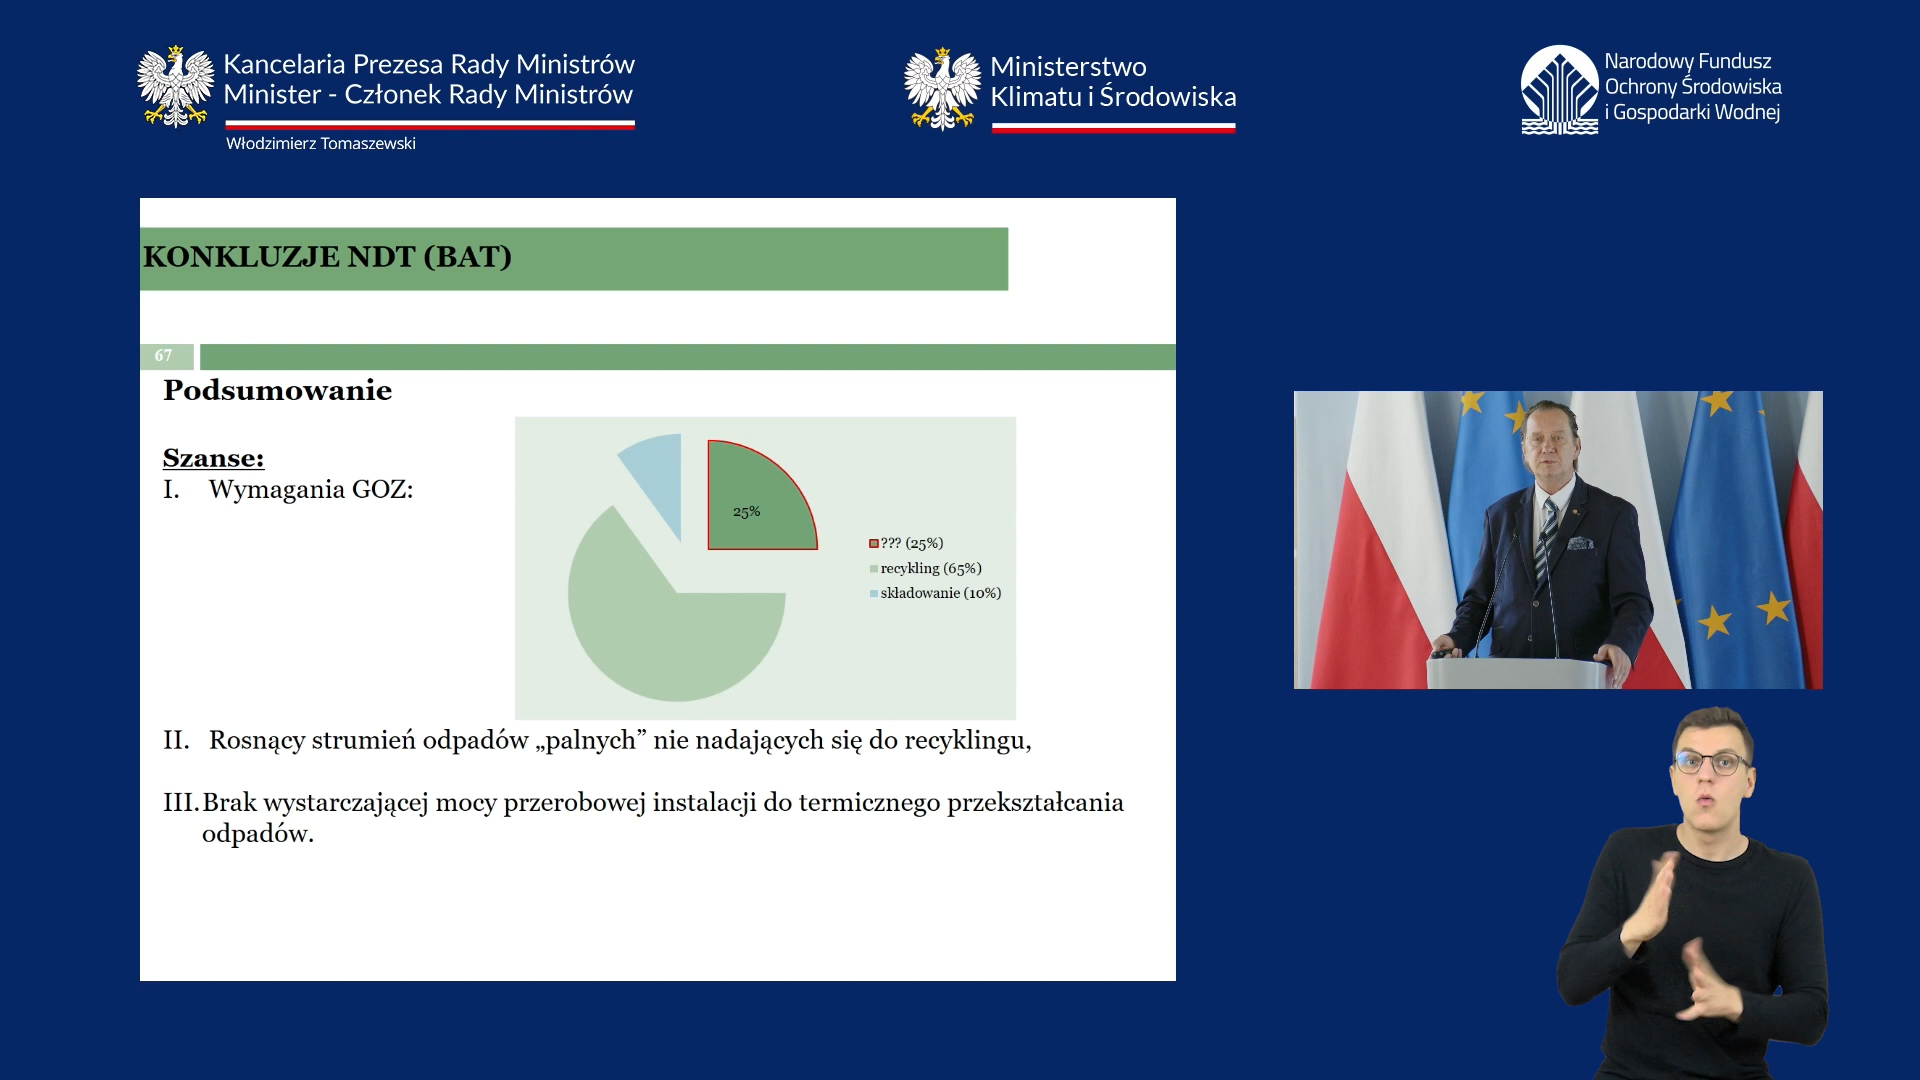 Kancelaria Prezesa Rady Ministrów
Minister - Członek Rady Ministrów
Włodzimierz Tomaszewski
Ministerstwo
Klimatu i Środowiska
Narodowy Fundusz
Ochrony Środowiska
i Gospodarki Wodnej
KONKLUZJE NDT (BAT)
67
Podsumowanie
Szanse:
I. Wymagania GOZ:
25%
??? (25%)
recykling (65%)
składowanie (10%)
II. Rosnący strumień odpadów „palnych” nie nadających się do recyklingu,
III. Brak wystarczającej mocy przerobowej instalacji do termicznego przekształcania
odpadów.